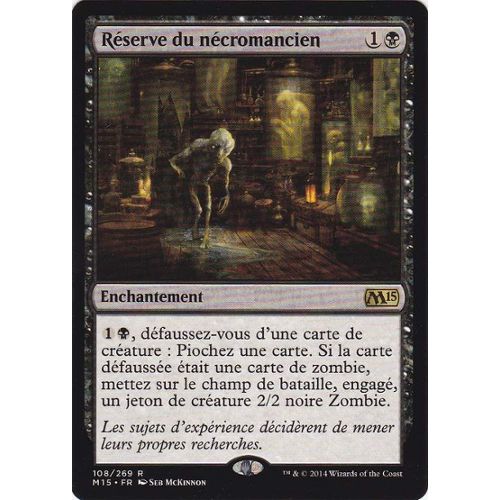 Réserve du nécromancien 1
Enchantement M15
1, défaussez-vous d'une carte de
créature : Piochez une carte. Si la carte
défaussée était une carte de zombie,
mettez sur le champ de bataille, engagé,
un jeton de créature 2/2 noire Zombie.
Les sujets d'expérience décidèrent de mener
leurs propres recherches.
108/269 R
M15 • FR Seb McKinnon ™ & © 2014 Wizards of the Coast